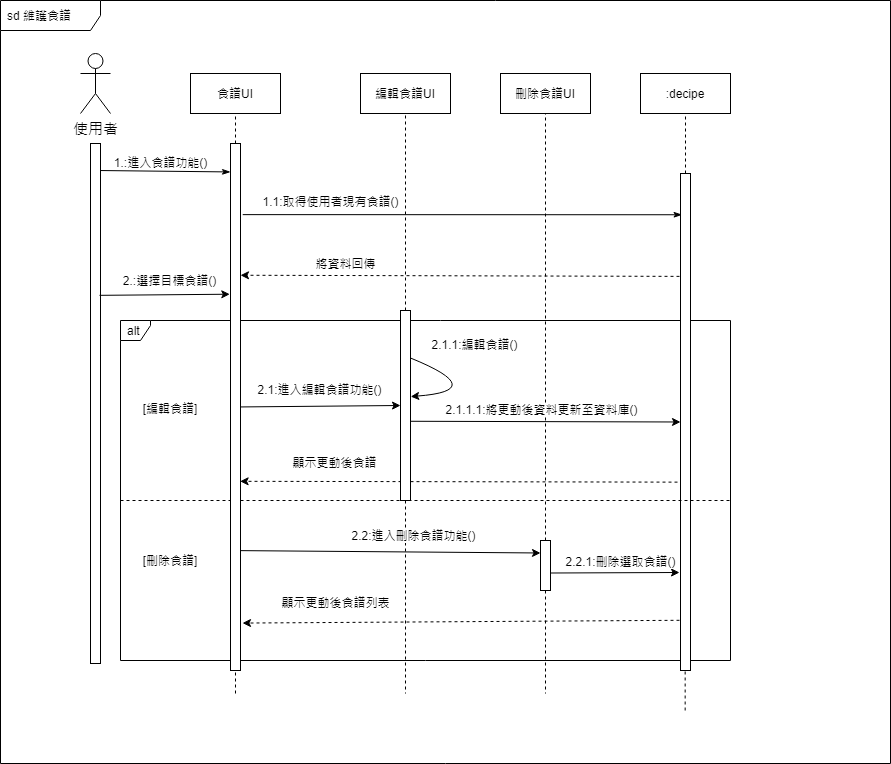 sd 維護食譜
使用者
食譜UI
編輯食譜UI
刪除食譜UI
:decipe
1.:進入食譜功能()
1.1:取得使用者現有食譜()
將資料回傳
2.:選擇目標食譜()
alt
2.1.1:編輯食譜()
2.1:進入編輯食譜功能()
[編輯食譜]
2.1.1.1:將更動後資料更新至資料庫()
顯示更動後食譜
2.2:進入刪除食譜功能()
[刪除食譜]
2.2.1:刪除選取食譜()
顯示更動後食譜列表